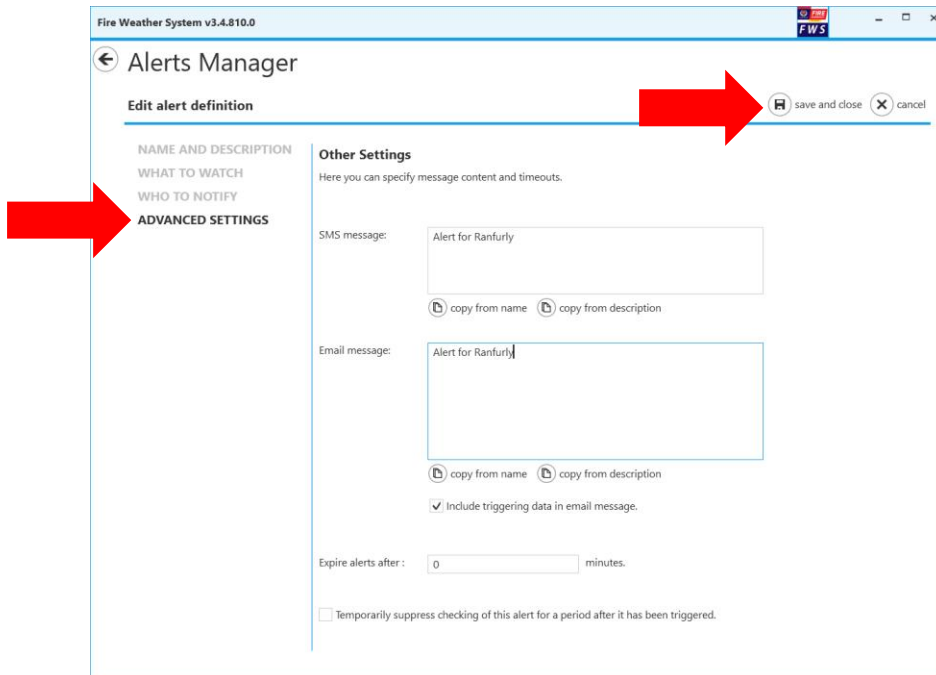 Fire Weather System v3.4.810.0
FIRE
FWS
Alerts Manager
Edit alert definition
save and close
cancel
NAME AND DESCRIPTION
WHAT TO WATCH
WHO TO NOTIFY
ADVANCED SETTINGS
Other Settings
Here you can specify message content and timeouts.
SMS message:
Alert for Ranfurly
copy from name
copy from description
Email message:
Alert for Ranfurly
copy from name
copy from description
Include triggering data in email message.
Expire alerts after :
0
minutes.
Temporarily suppress checking of this alert for a period after it has been triggered.